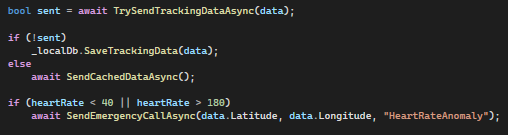 bool sent = await TrySendTrackingDataAsync(data);
if (!sent)
_localDb.SaveTrackingData(data);
else
await SendCachedDataAsync();
if (heartRate < 40 || heartRate > 180)
await SendEmergencyCallAsync(data.Latitude, data.Longitude, "HeartRateAnomaly");